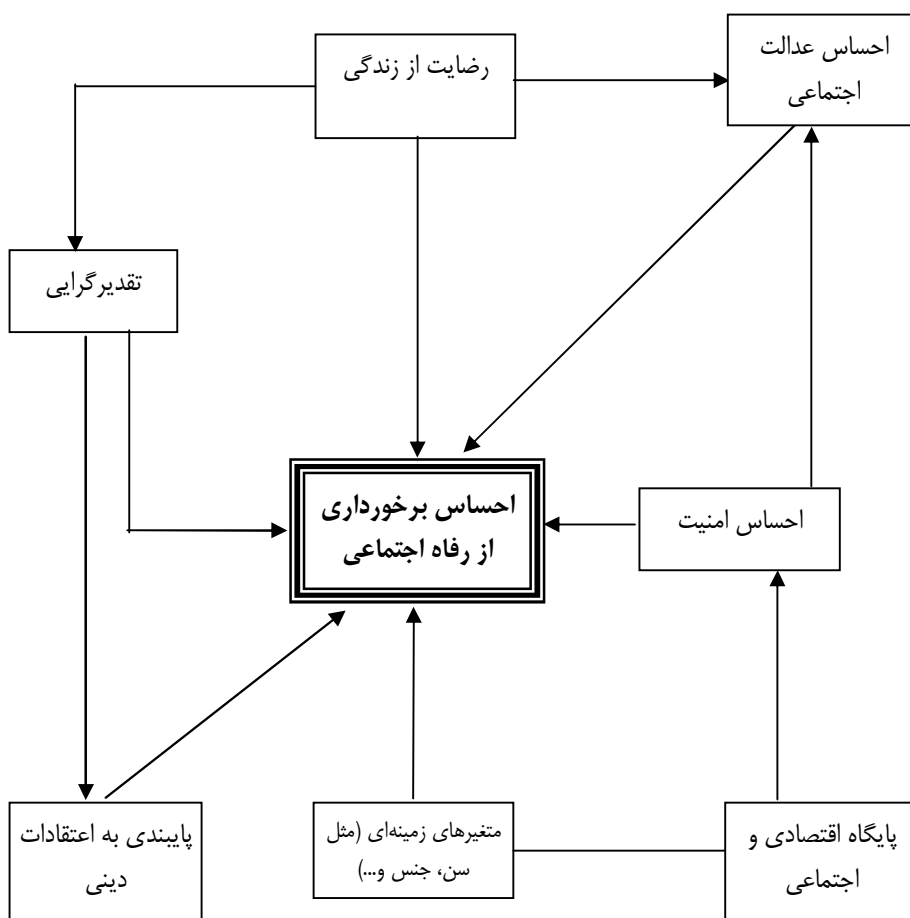 احساس عدالت
اجتماعی
رضایت از زندگی
تقدیرگرایی
احساس برخورداری
از رفاه اجتماعی
احساس امنیت
پایگاه اقتصادی و
اجتماعی
متغیرهای زمینه‌ای (مثل
سن، جنس و...)
پایبندی به اعتقادات
دینی